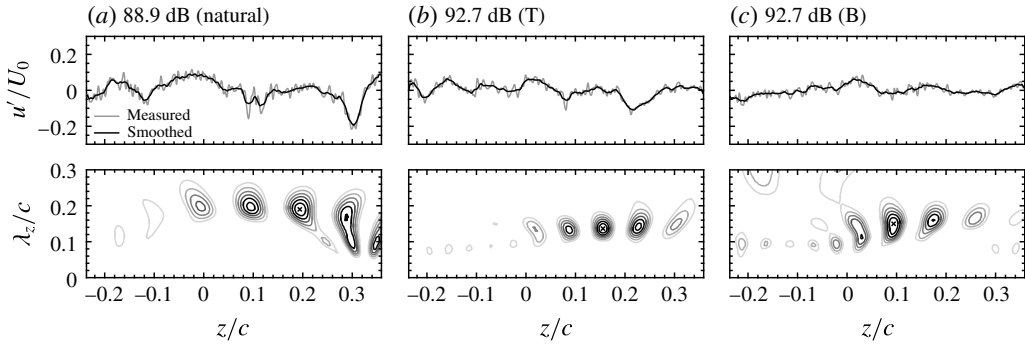 (a) 88.9 dB (natural)
(b) 92.7 dB (T)
(c) 92.7 dB (B)
u′/U0
0.2
0
−0.2
Measured
Smoothed
λz/c
0.3
0.2
0.1
0
−0.2 −0.1 0 0.1 0.2 0.3
−0.2 −0.1 0 0.1 0.2 0.3
−0.2 −0.1 0 0.1 0.2 0.3
z/c
z/c
z/c